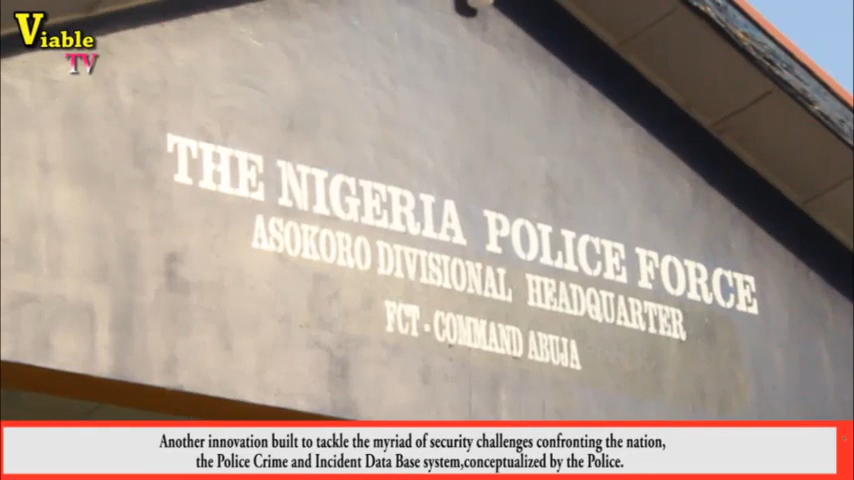 Viable
TV
THE NIGERIA POLICE FORCE
ASOKORO DIVISIONAL HEADQUARTER
FCT - COMMAND ABUJA
Another innovation built to tackle the myriad of security challenges confronting the nation,
the Police Crime and Incident Data Base system,conceptualized by the Police.